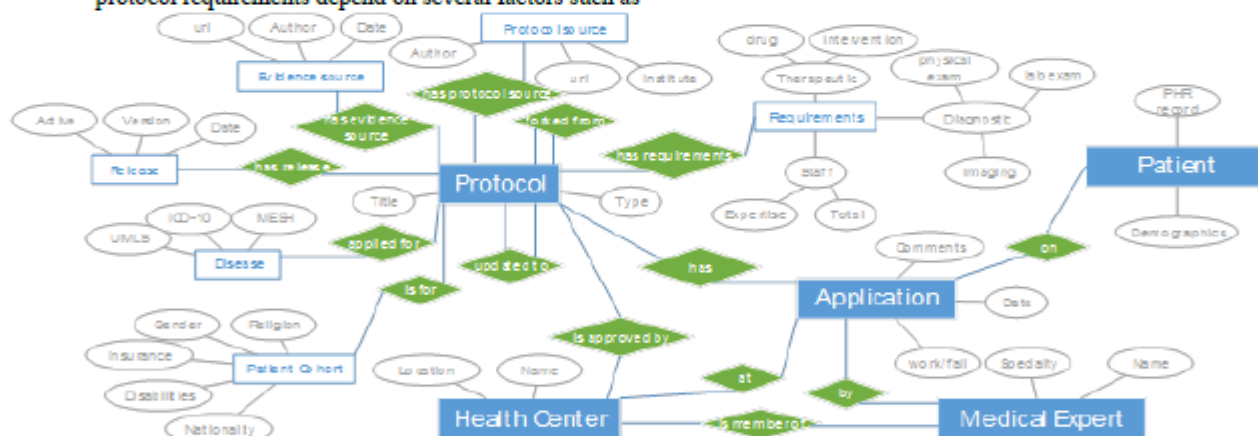 protocol requirements depend on several factors such as
url
Author
Date
Protocol source
Author
url
Institute
Evidence source
has protocol source
forked from
has evidence
source
drug
Intervention
Therapeutic
physical
exam
lab exam
Requirements
Diagnostic
Imaging
has requirements
Staff
Expertise
Total
PHR
record
Patient
Demographics
Active
Version
Date
Release
has release
Protocol
Title
Type
ICD-10
MESH
UMLS
Disease
applied for
updated to
is for
has
on
Comments
Application
Date
work/fail
Gender
Religion
Insurance
Patient Cohort
Disabilities
Nationality
is approved by
Location
Name
at
by
Specialty
Name
Health Center
is member of
Medical Expert